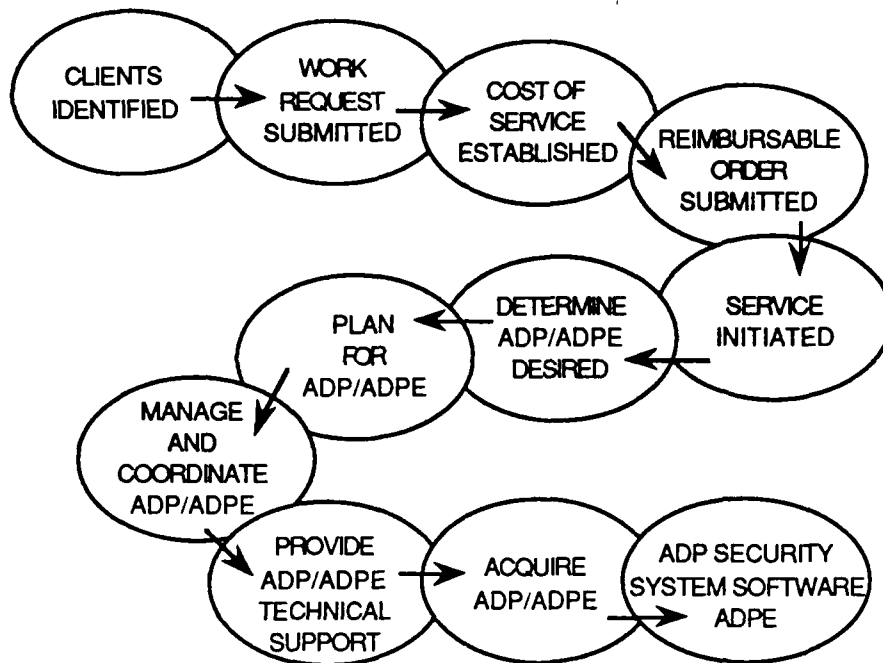 CLIENTS
IDENTIFIED
WORK
REQUEST
SUBMITTED
COST OF
SERVICE
ESTABLISHED
REIMBURSABLE
ORDER
SUBMITTED
SERVICE
INITIATED
DETERMINE
ADP/ADPE
DESIRED
PLAN
FOR
ADP/ADPE
MANAGE
AND
COORDINATE
ADP/ADPE
PROVIDE
ADP/ADPE
TECHNICAL
SUPPORT
ACQUIRE
ADP/ADPE
ADP SECURITY
SYSTEM SOFTWARE
ADPE